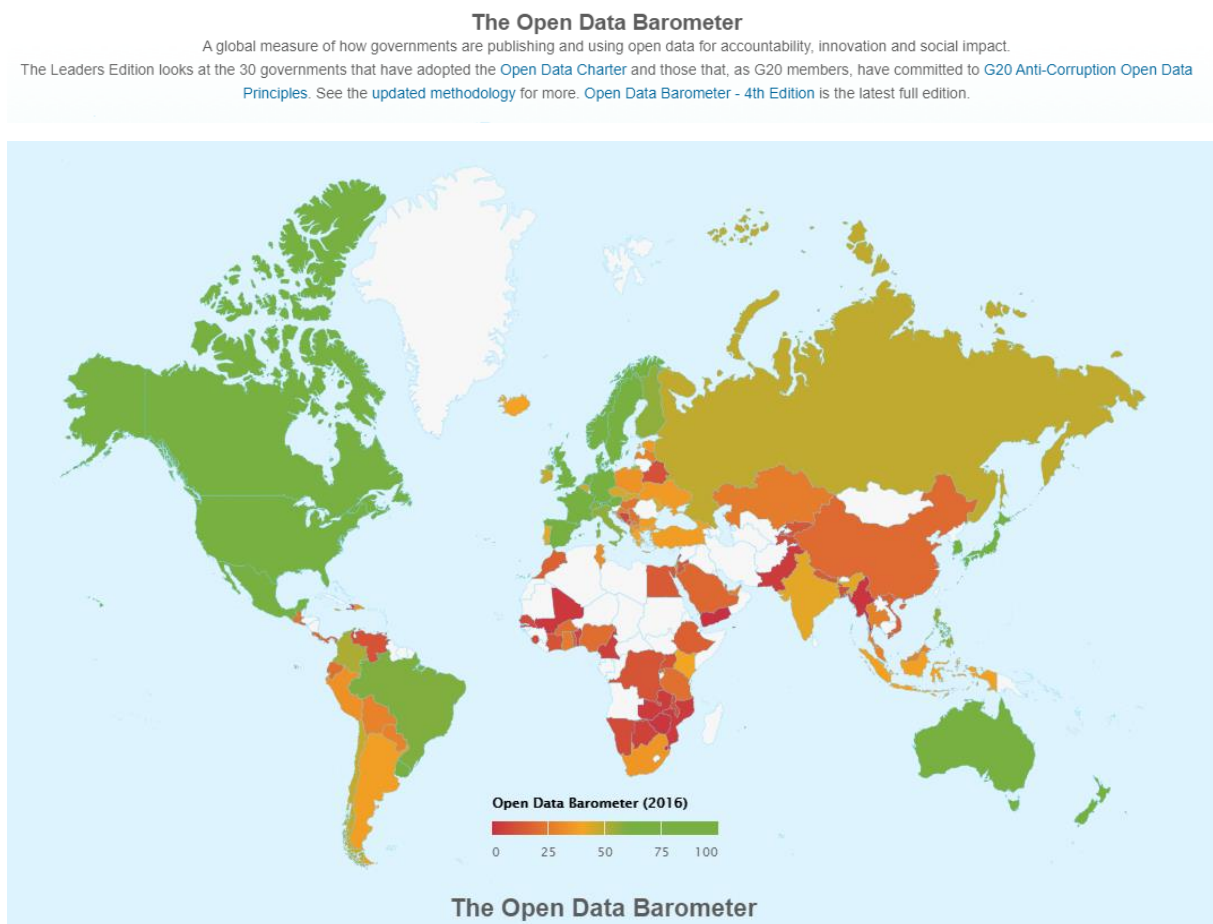 The Open Data Barometer
A global measure of how governments are publishing and using open data for accountability, innovation and social impact.
The Leaders Edition looks at the 30 governments that have adopted the Open Data Charter and those that, as G20 members, have committed to G20 Anti-Corruption Open Data
Principles. See the updated methodology for more. Open Data Barometer - 4th Edition is the latest full edition.
Open Data Barometer (2016)
0 25 50 75 100
The Open Data Barometer